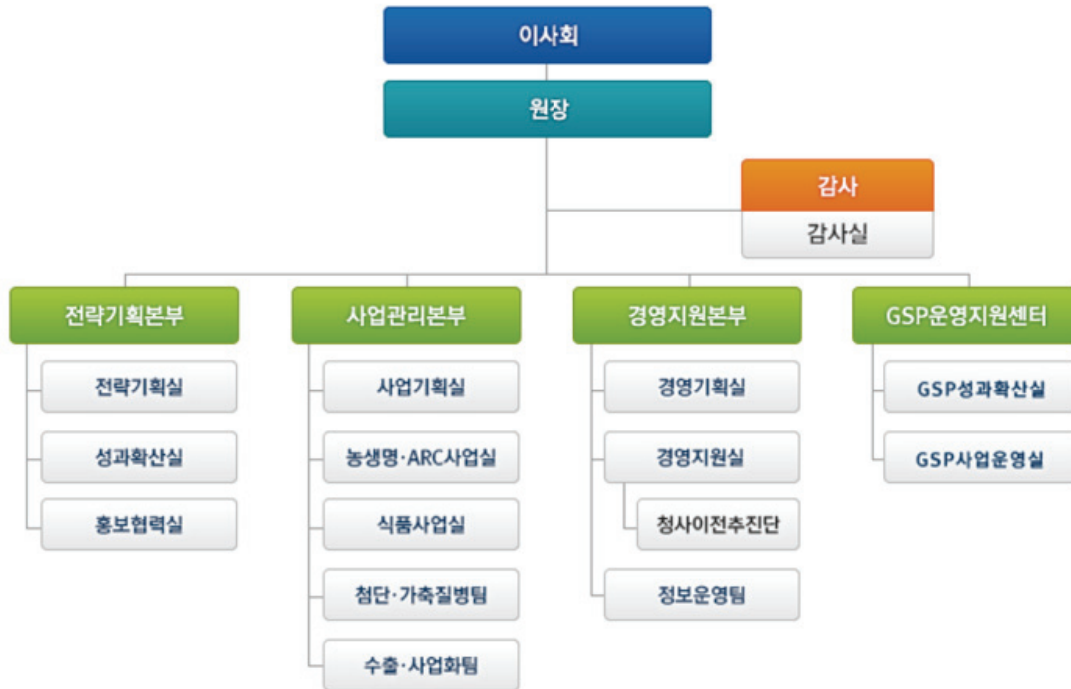 이사회
원장
감사
감사실
전략기획본부
전략기획실
성과확산실
홍보협력실
사업관리본부
사업기획실
농생명·ARC사업실
식품사업실
첨단·가축질병팀
수출·사업화팀
경영지원본부
경영기획실
경영지원실
청사이전추진단
정보운영팀
GSP운영지원센터
GSP성과확산실
GSP사업운영실